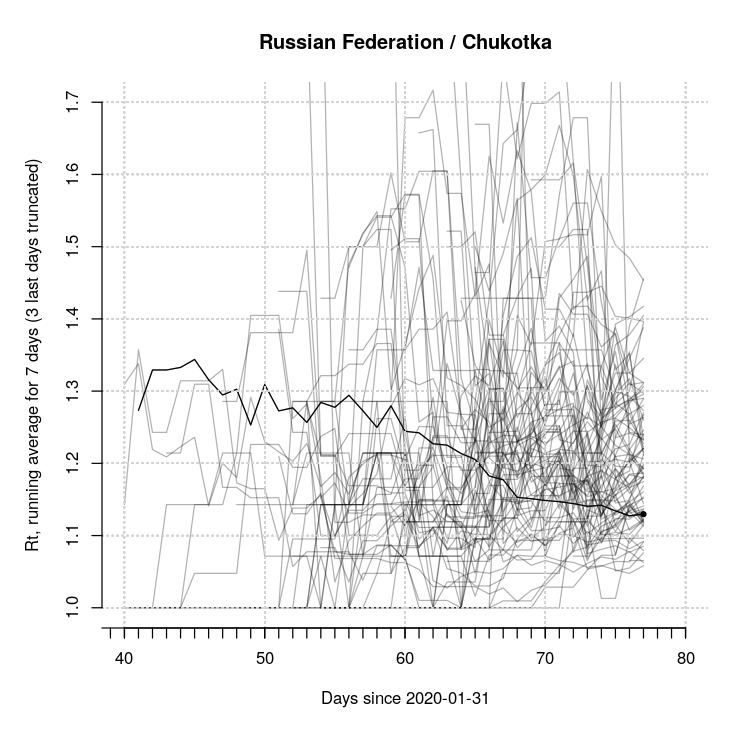 Russian Federation / Chukotka
Rt, running average for 7 days (3 last days truncated)
1.7
1.6
1.5
1.4
1.3
1.2
1.1
1.0
40 50 60 70 80
Days since 2020-01-31